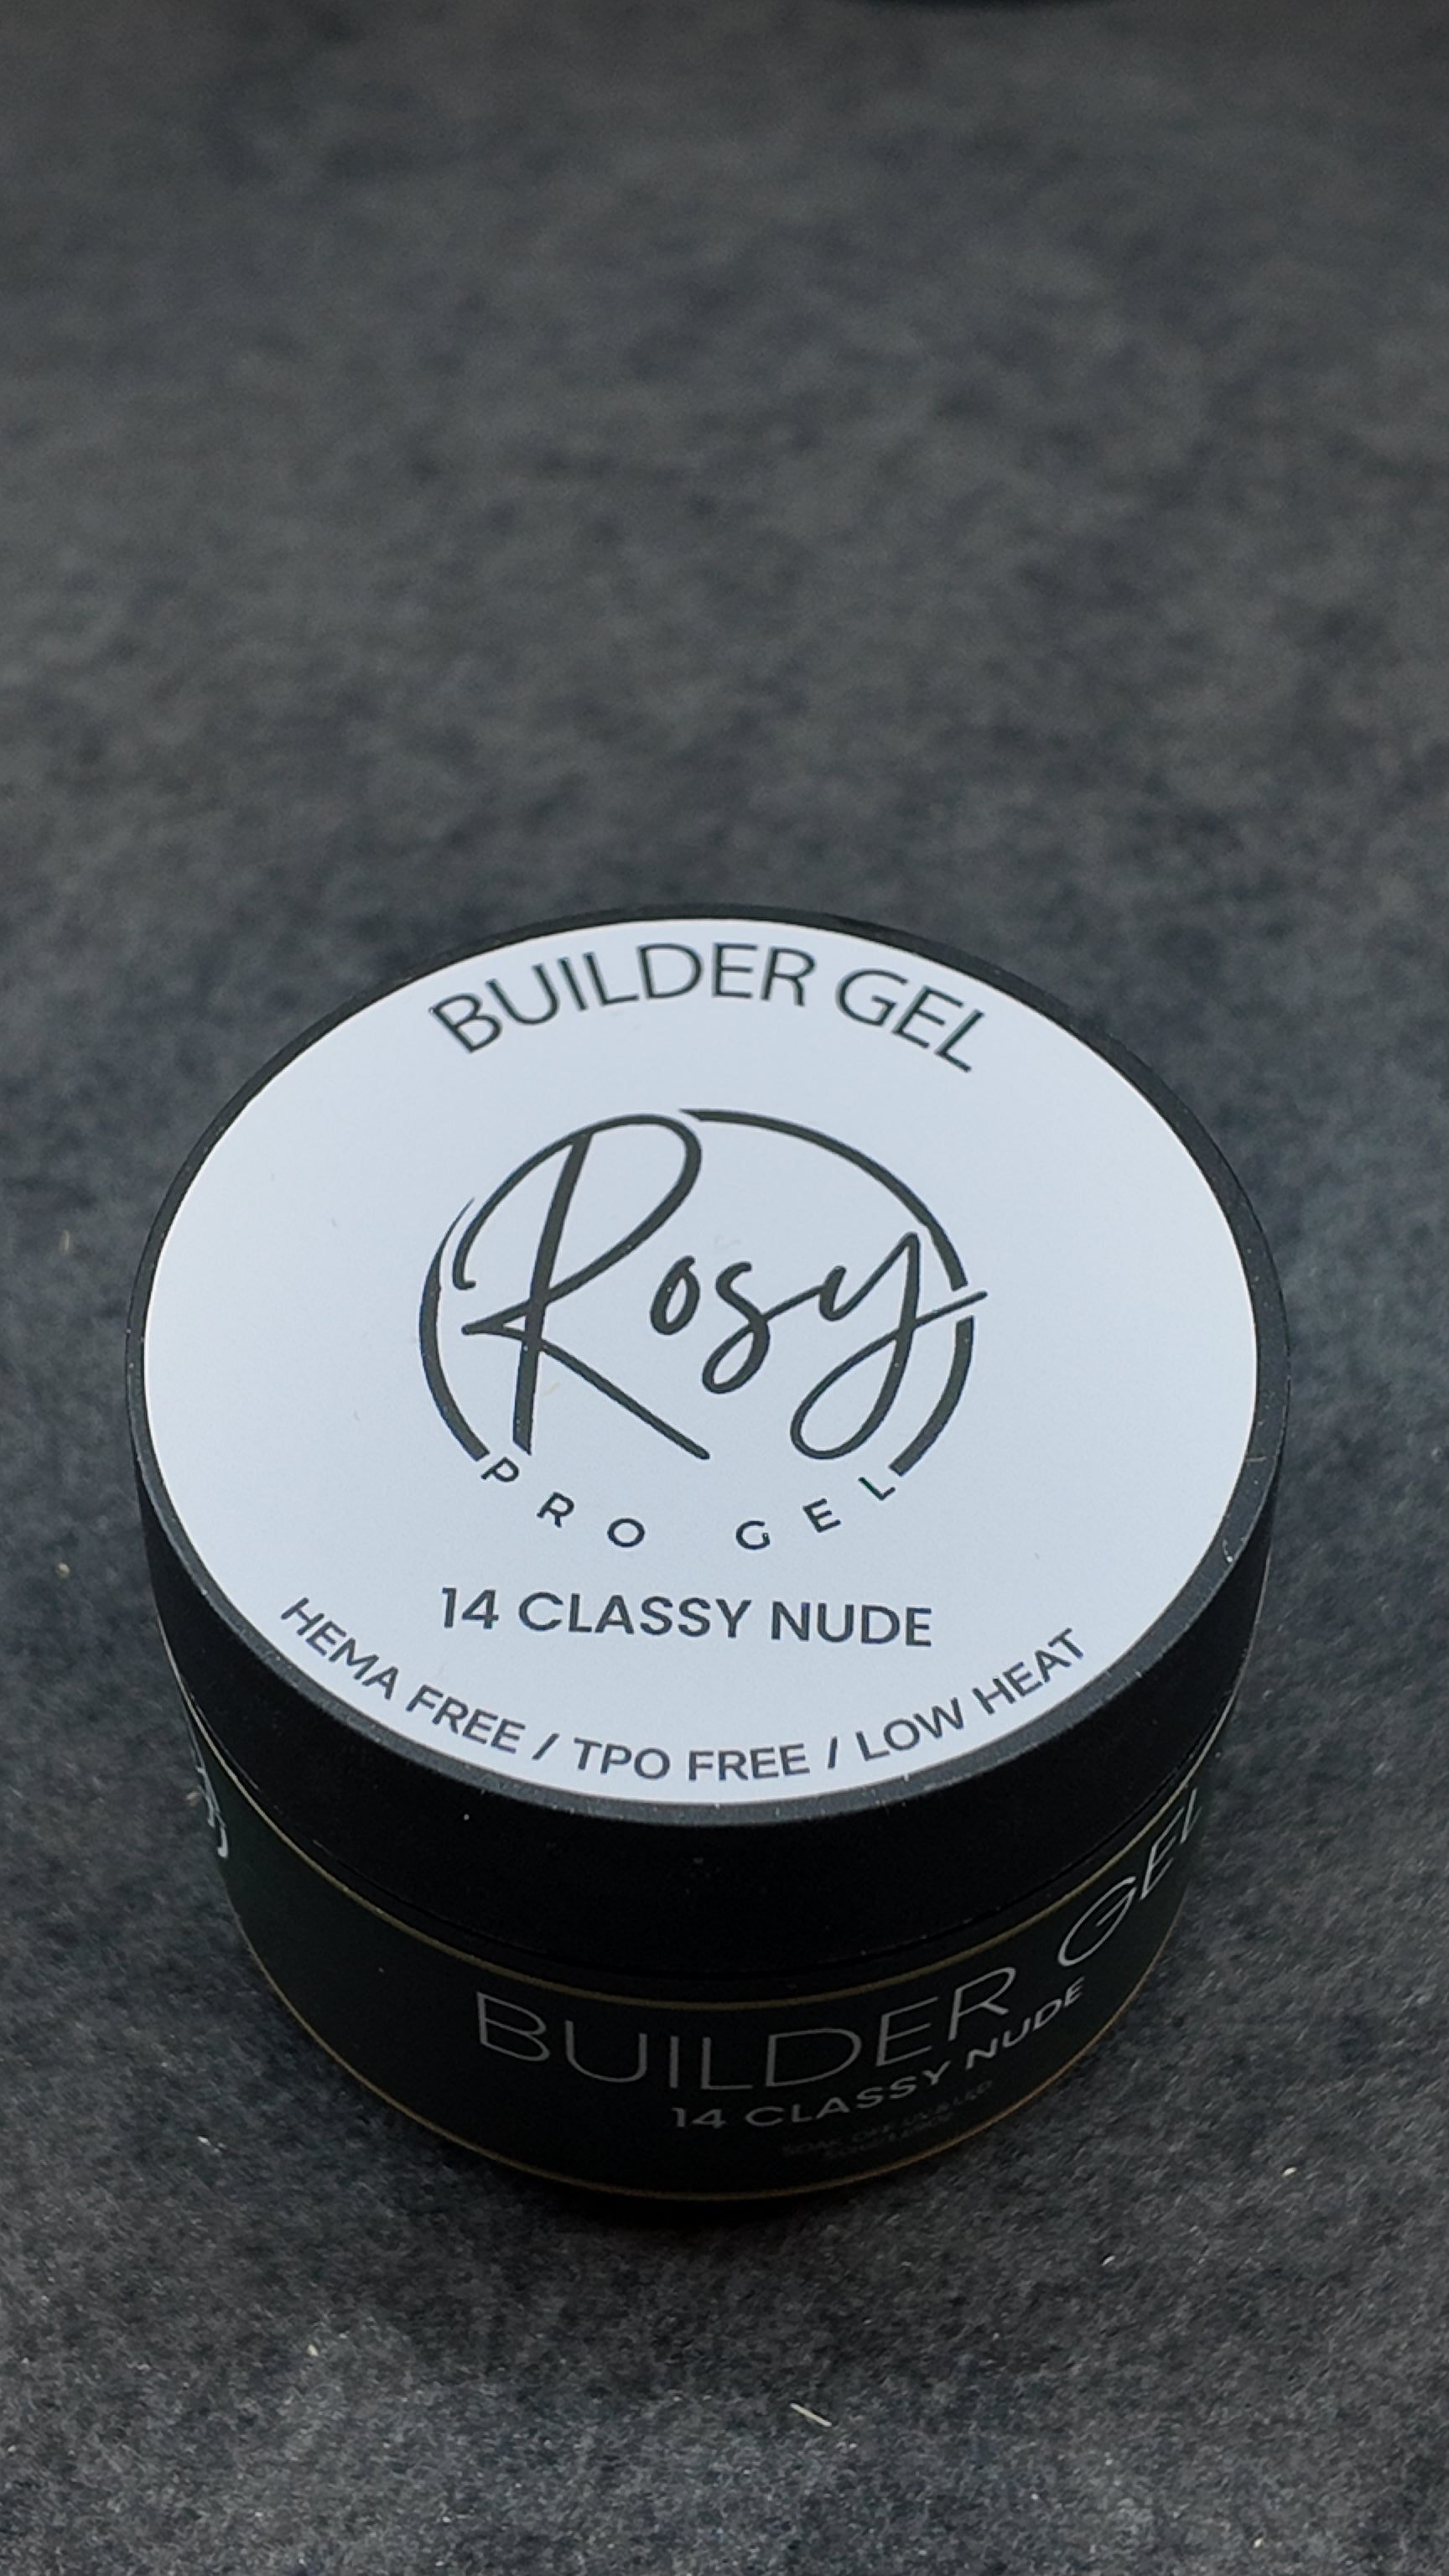 BUILDER GEL
Rosy
PRO GEL
14 CLASSY NUDE
HEMA FREE / TPO FREE / LOW HEAT
BUILDER GEL
14 CLASSY NUDE